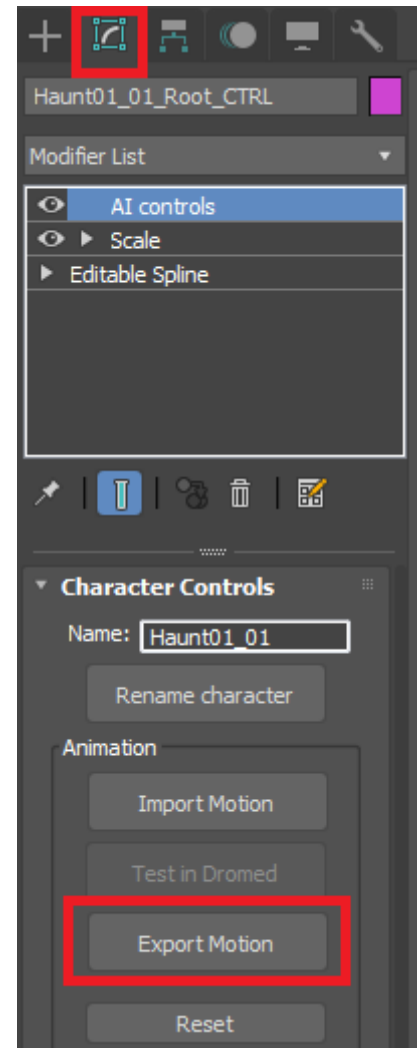 Haunt01_01_Root_CTRL
Modifier List
AI controls
Scale
Editable Spline
Character Controls
Name: Haunt01_01
Rename character
Animation
Import Motion
Test in Dromed
Export Motion
Reset